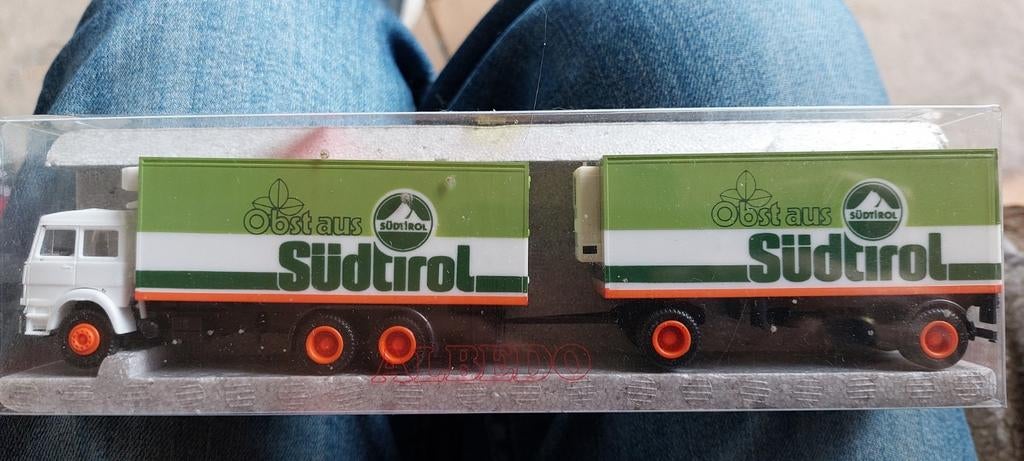 Obst aus
SÜDTIROL
Südtirol
Obst aus
SÜDTIROL
Südtirol
ALBEDO